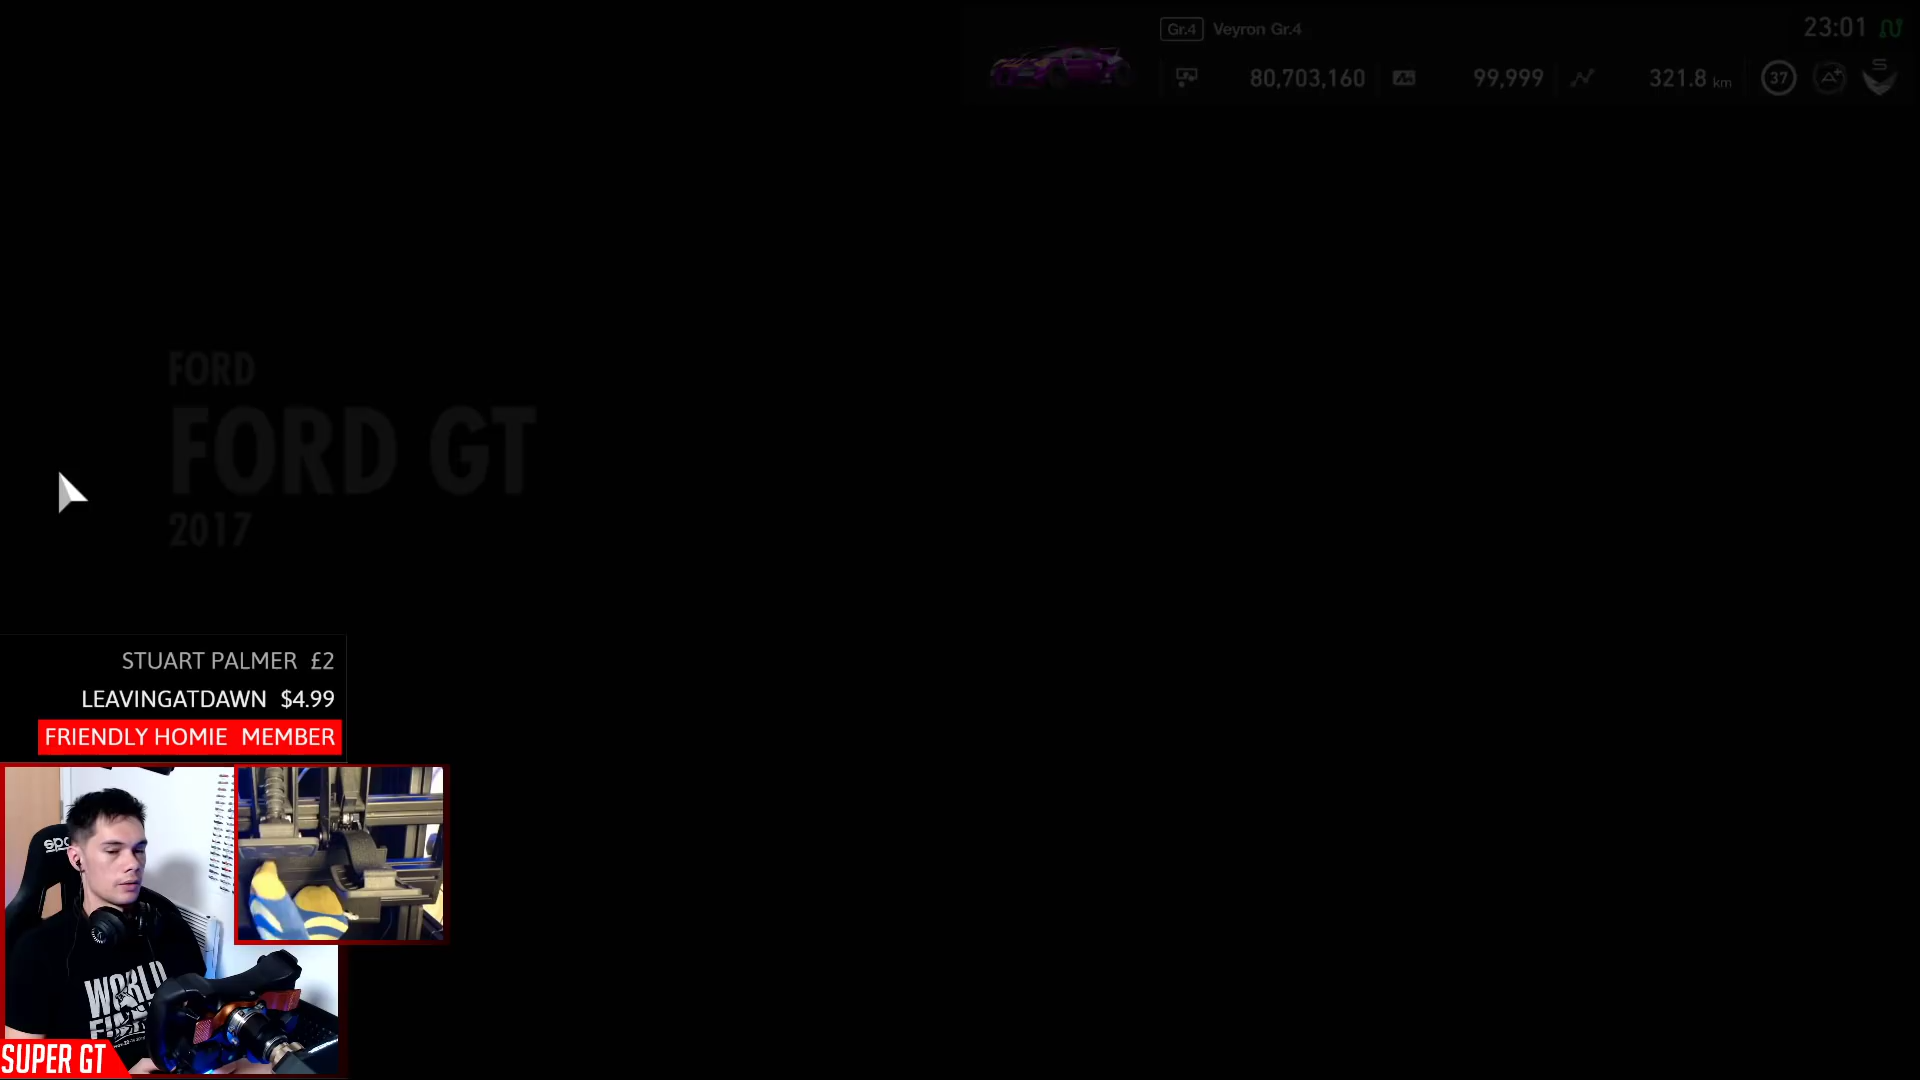 Gr.4 Veyron Gr.4
23:01
80,703,160 99,999 321.8 km 37 A+ S
FORD
FORD GT
2017
STUART PALMER £2
LEAVINGATDAWN $4.99
FRIENDLY HOMIE MEMBER
WORLD
SUPER GT